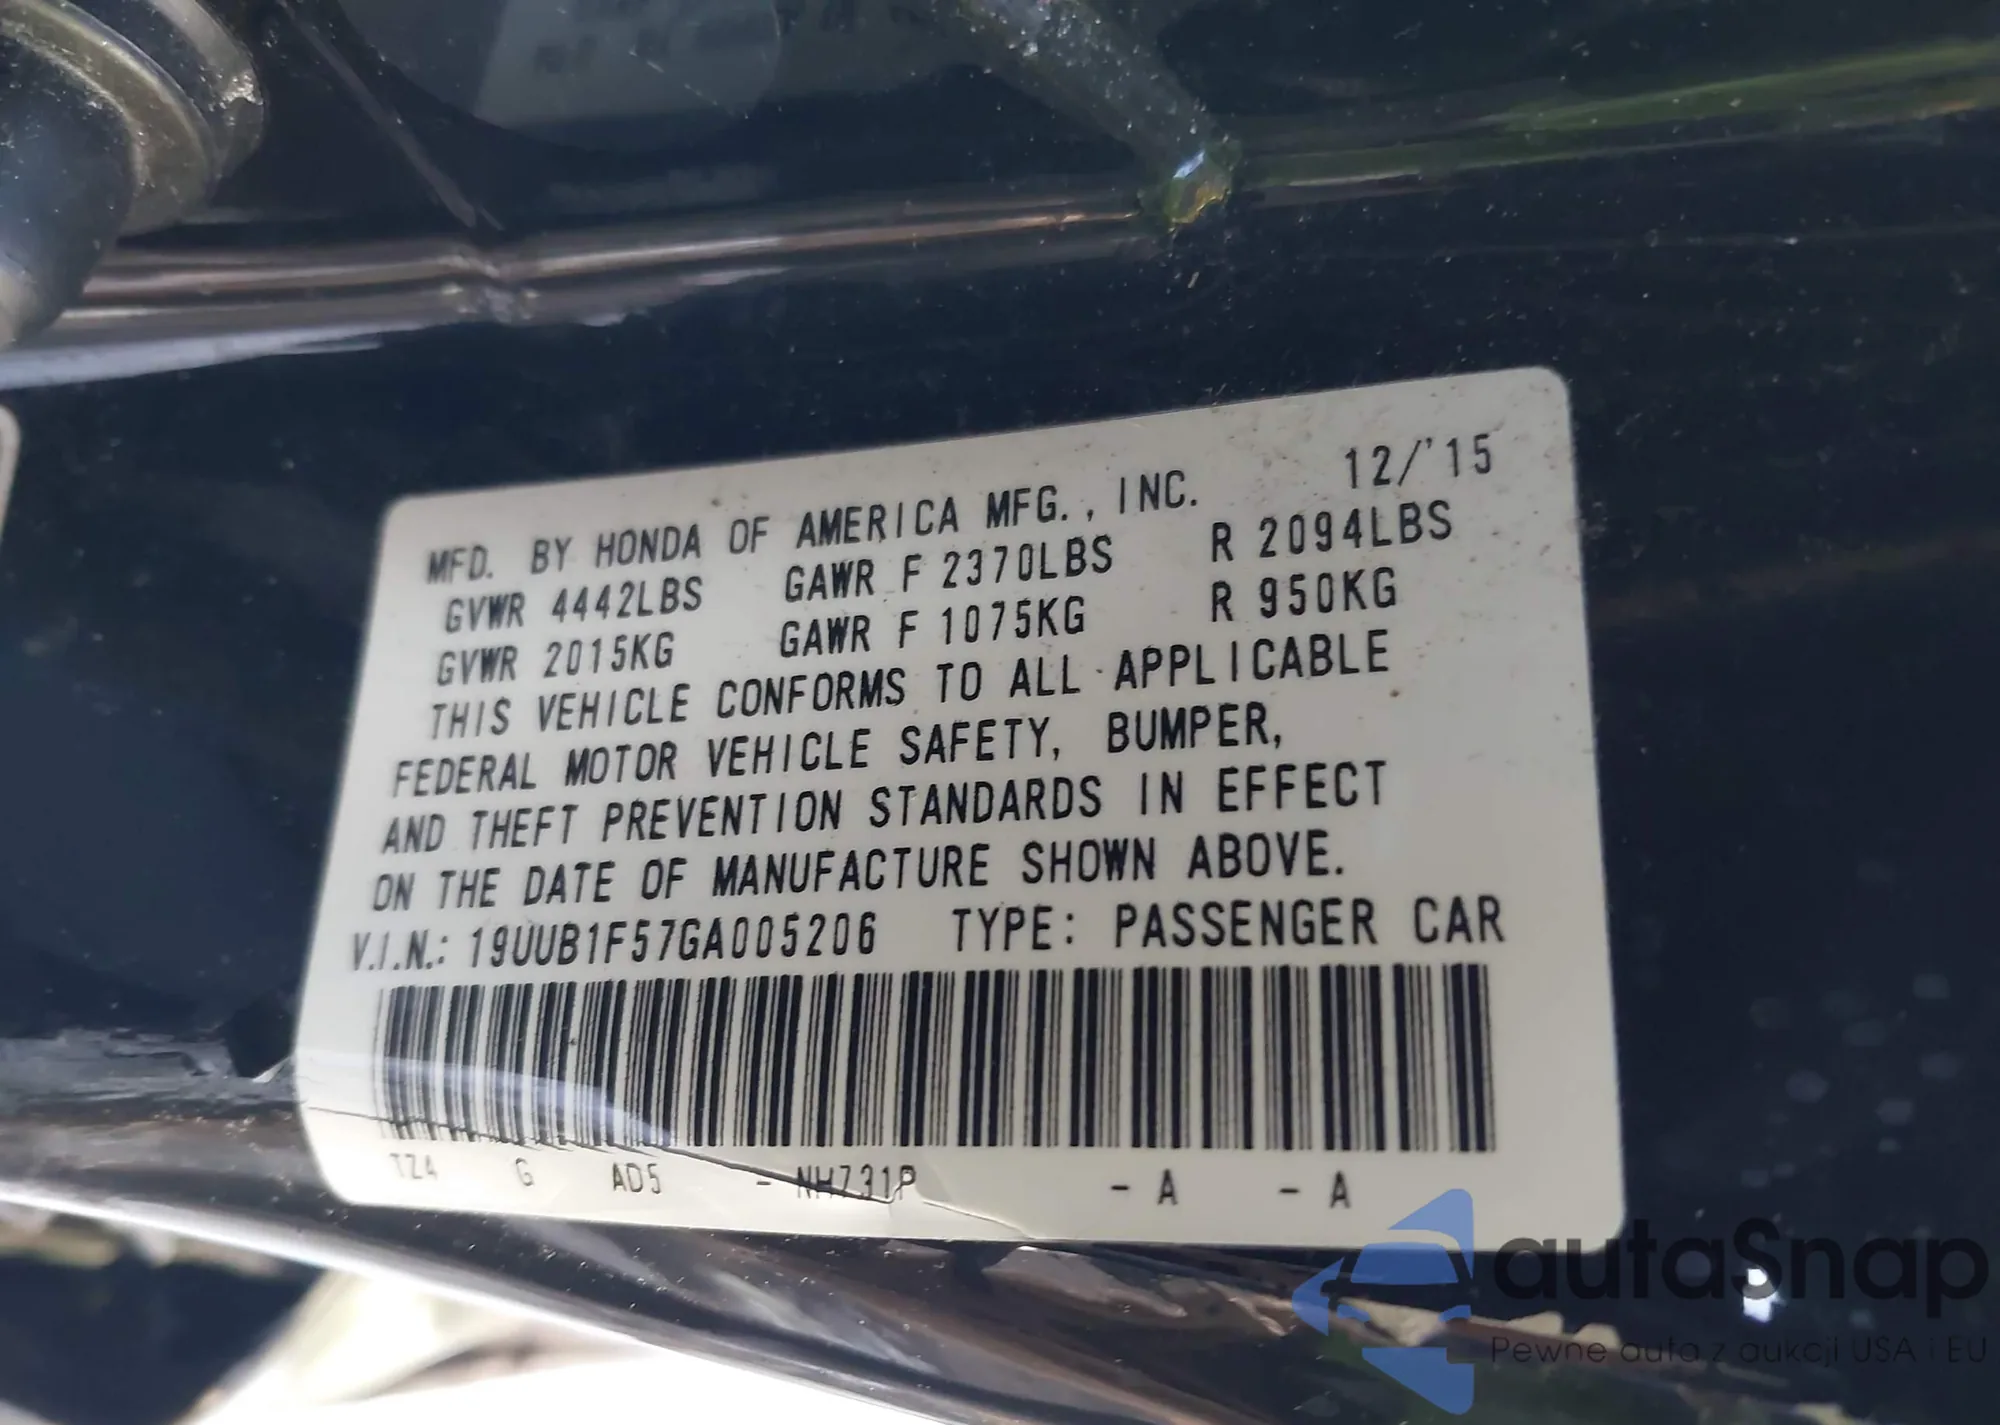 MFD. BY HONDA OF AMERICA MFG., INC. 12/'15
GVWR 4442LBS GAWR F 2370LBS R 2094LBS
GVWR 2015KG GAWR F 1075KG R 950KG
THIS VEHICLE CONFORMS TO ALL APPLICABLE
FEDERAL MOTOR VEHICLE SAFETY, BUMPER,
AND THEFT PREVENTION STANDARDS IN EFFECT
ON THE DATE OF MANUFACTURE SHOWN ABOVE.
V.I.N.: 19UUB1F57GA005206 TYPE: PASSENGER CAR
TZ4 G AD5 - NH731P - A - A
autaSnap
Pewne auta z aukcji USA i EU